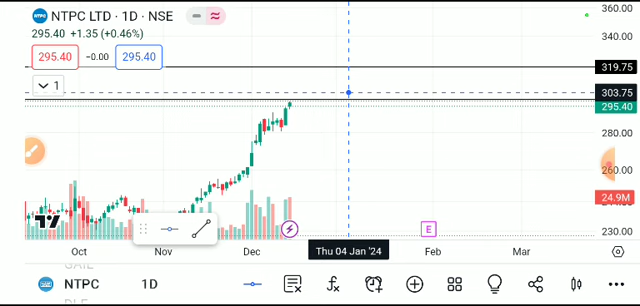 NTPC LTD · 1D · NSE
295.40 +1.35 (+0.46%)
295.40 −0.00 295.40
1
360.00
340.00
319.75
303.75
295.40
280.00
260.00
24.9M
230.00
E
Oct Nov Dec Thu 04 Jan '24 Feb Mar
NTPC 1D